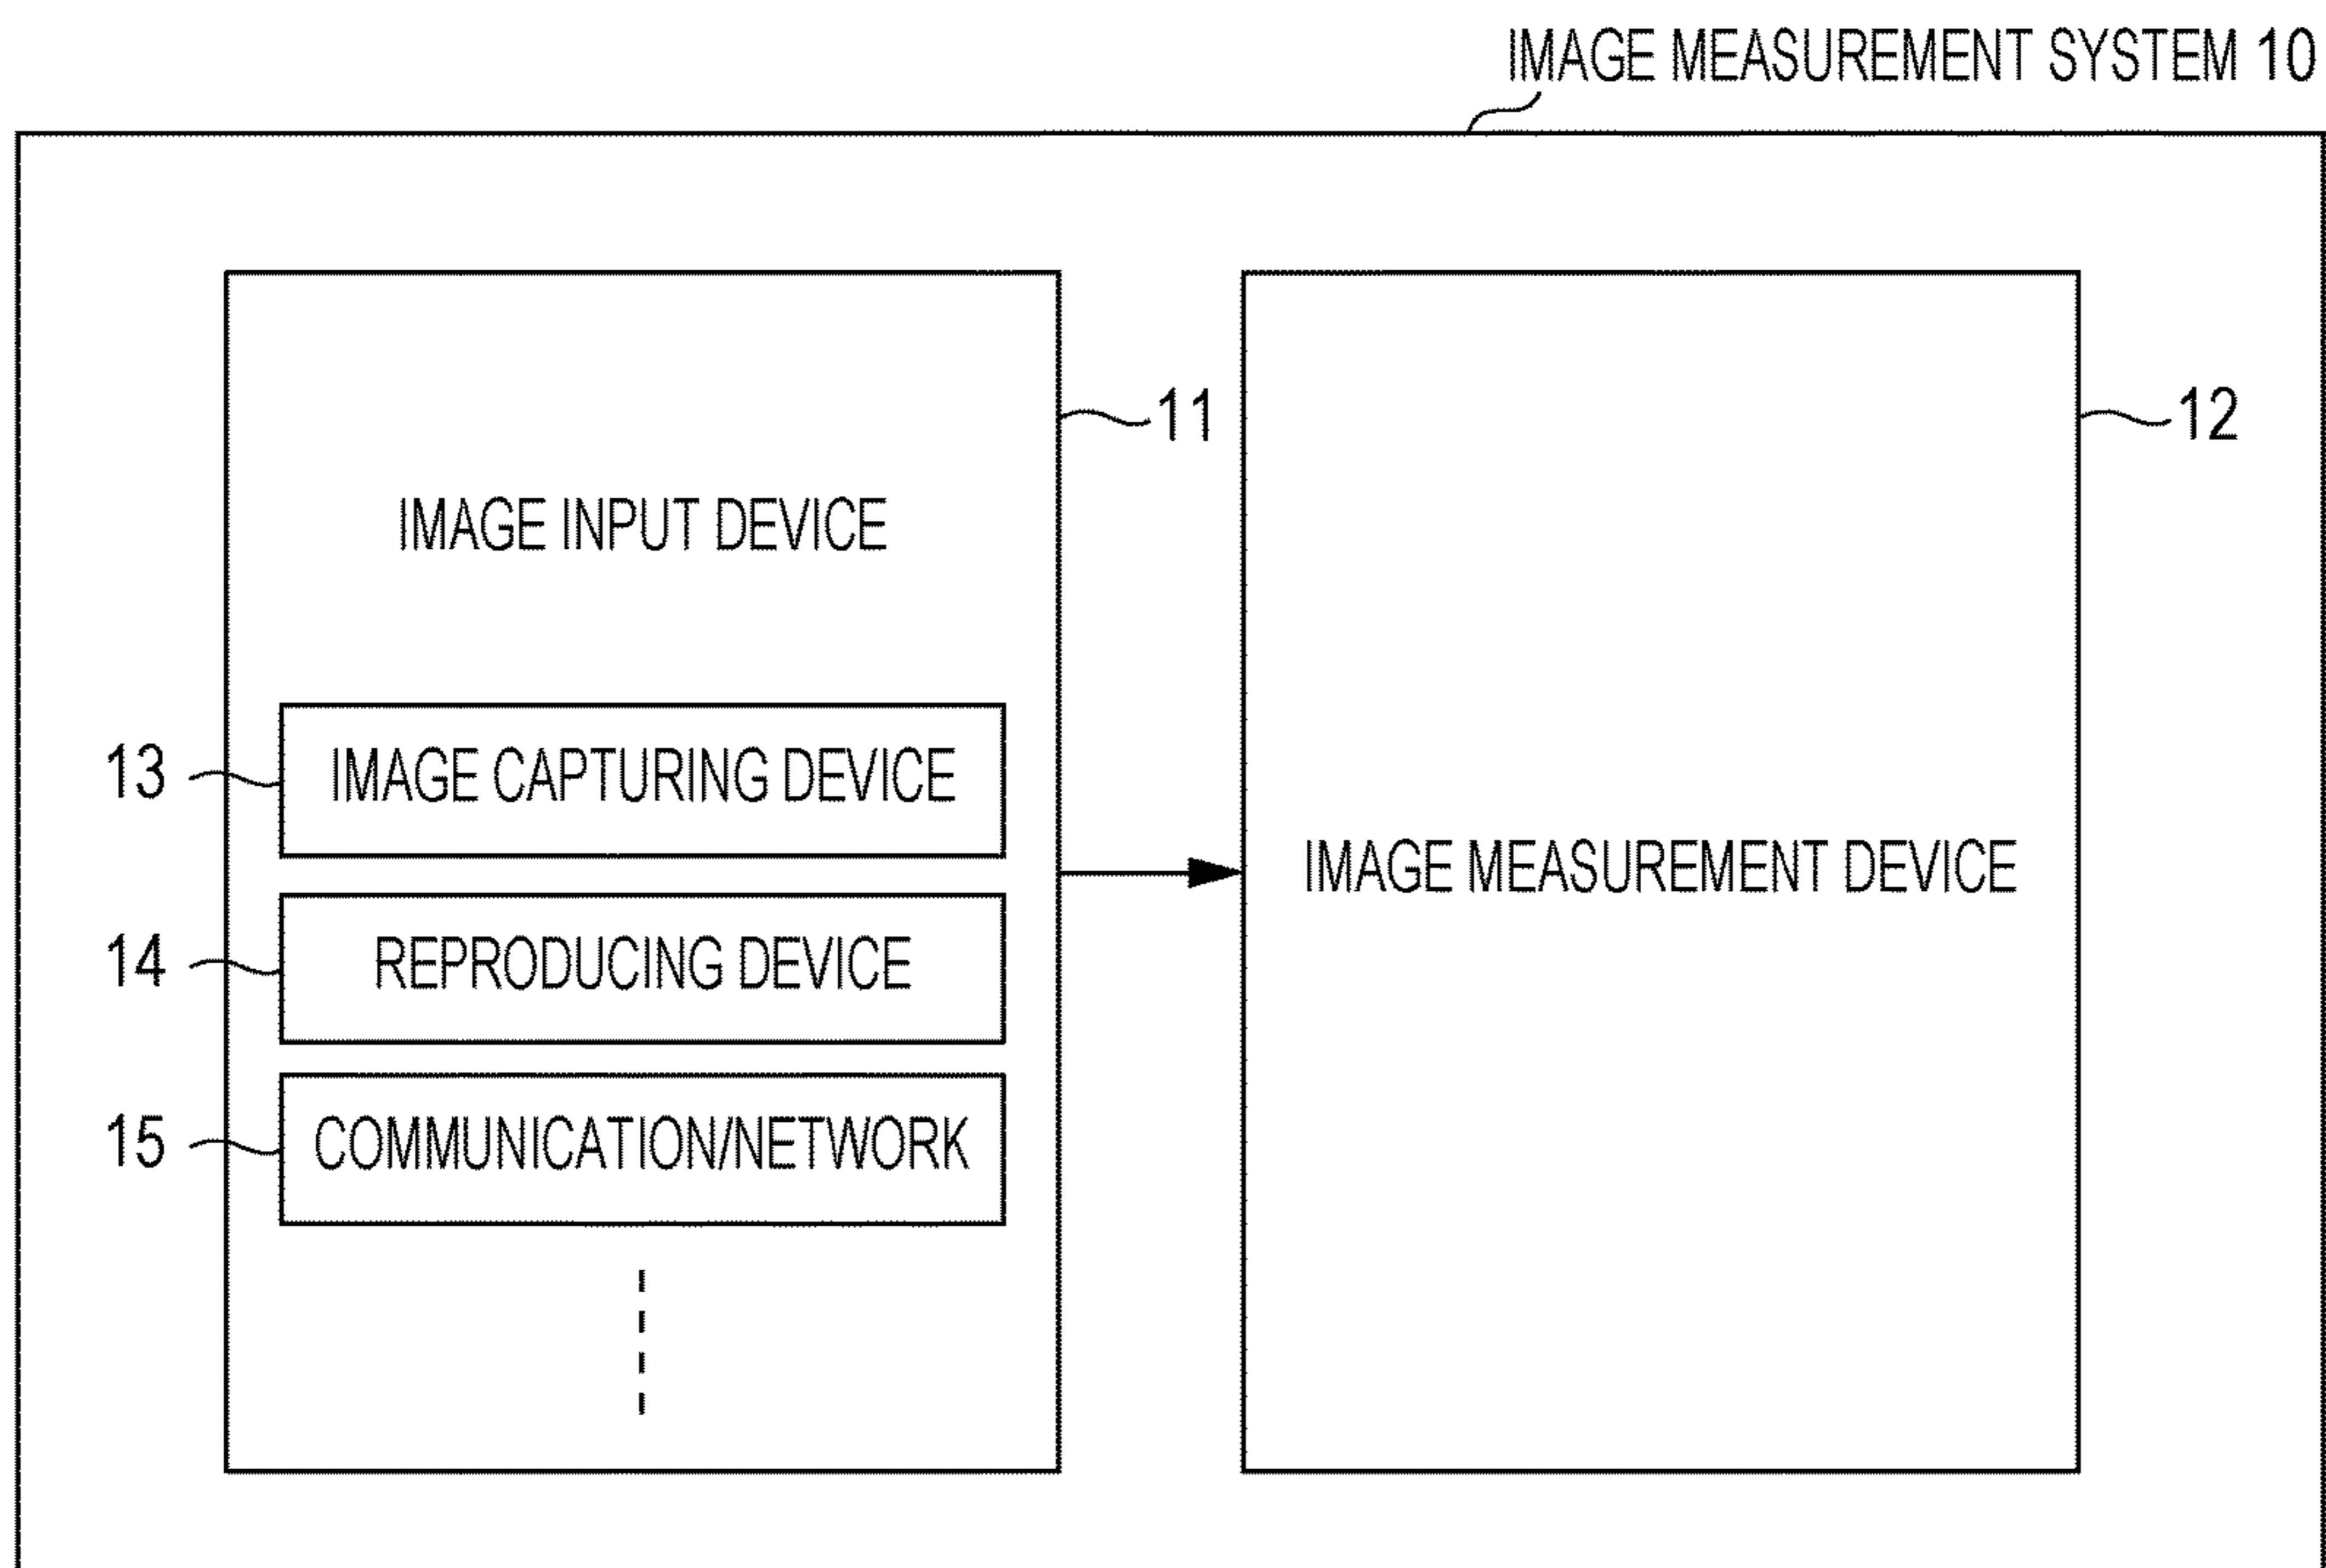 IMAGE MEASUREMENT SYSTEM 10
11
12
IMAGE INPUT DEVICE
13
IMAGE CAPTURING DEVICE
IMAGE MEASUREMENT DEVICE
14
REPRODUCING DEVICE
15
COMMUNICATION/NETWORK